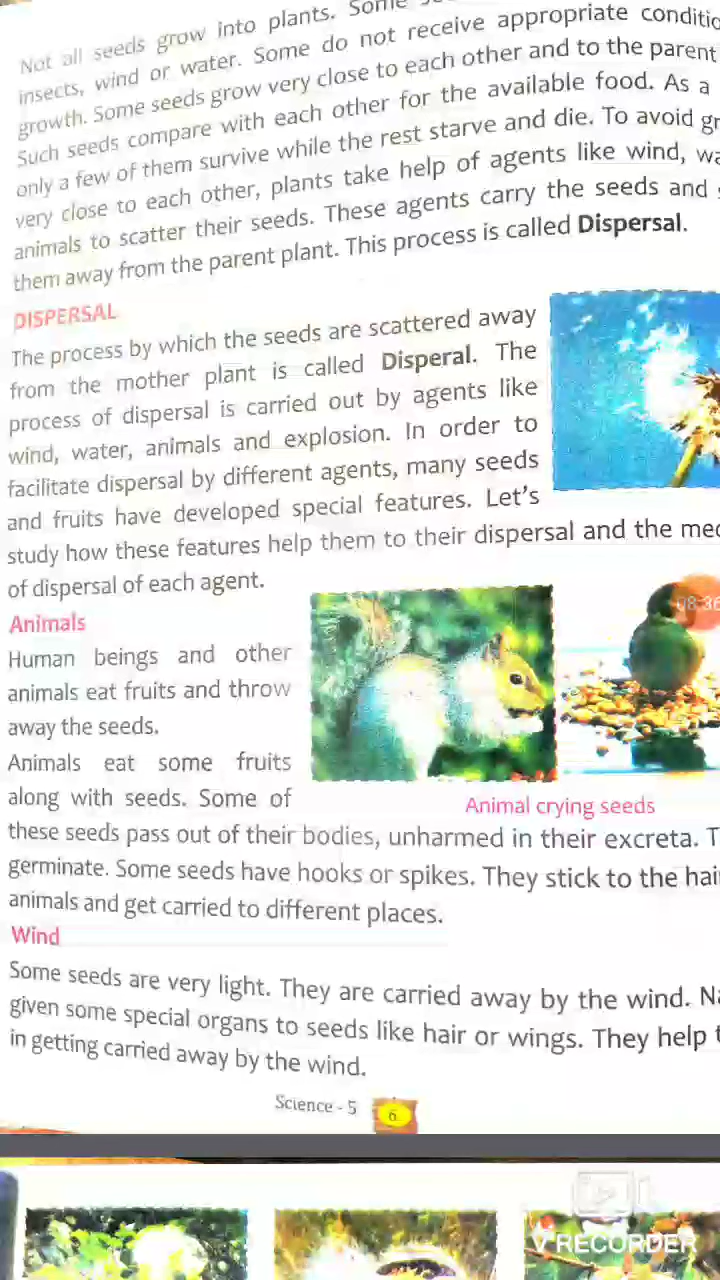 Not all seeds grow into plants. Some
insects, wind or water. Some do not receive appropriate conditio
growth. Some seeds grow very close to each other and to the parent
Such seeds compare with each other for the available food. As a
only a few of them survive while the rest starve and die. To avoid gr
very close to each other, plants take help of agents like wind, wa
animals to scatter their seeds. These agents carry the seeds and s
them away from the parent plant. This process is called Dispersal.
DISPERSAL
The process by which the seeds are scattered away
from the mother plant is called Disperal. The
process of dispersal is carried out by agents like
wind, water, animals and explosion. In order to
facilitate dispersal by different agents, many seeds
and fruits have developed special features. Let's
study how these features help them to their dispersal and the med
of dispersal of each agent.
Animals
Human beings and other
animals eat fruits and throw
away the seeds.
Animals eat some fruits
along with seeds. Some of
08:36
Animal crying seeds
these seeds pass out of their bodies, unharmed in their excreta. T
germinate. Some seeds have hooks or spikes. They stick to the hai
animals and get carried to different places.
Wind
Some seeds are very light. They are carried away by the wind. Na
given some special organs to seeds like hair or wings. They help t
in getting carried away by the wind.
Science - 5 6
V RECORDER